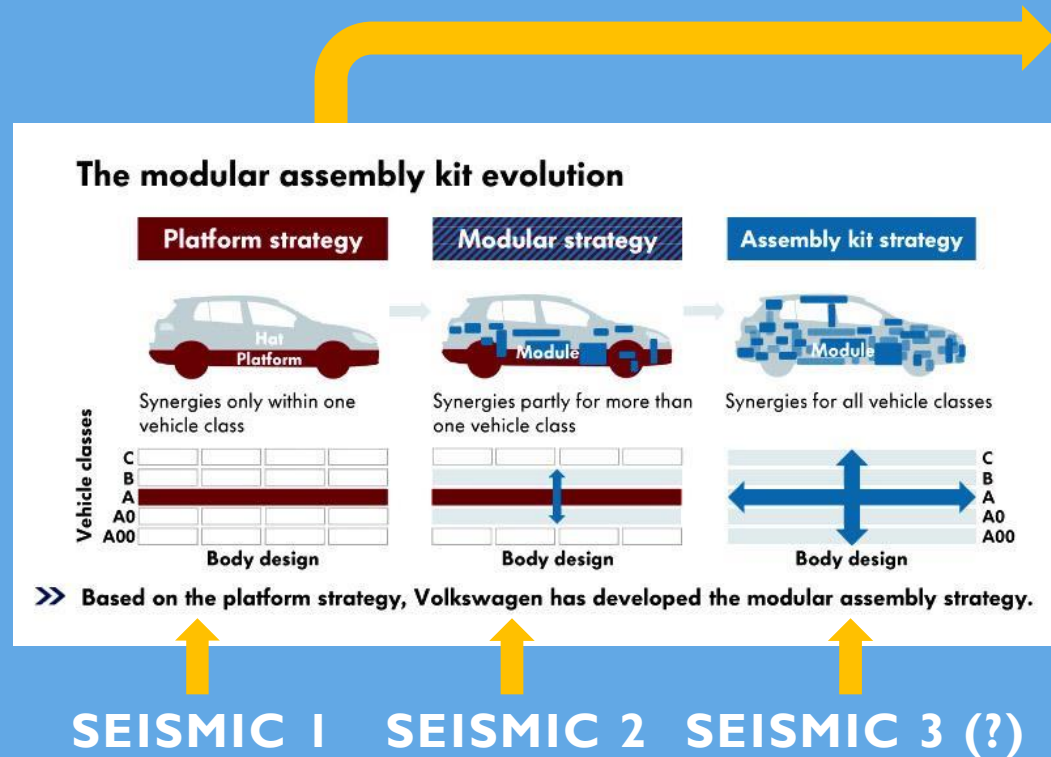 The modular assembly kit evolution
Platform strategy
Modular strategy
Assembly kit strategy
Hat
Platform
Module
Module
Synergies only within one
vehicle class
Synergies partly for more than
one vehicle class
Synergies for all vehicle classes
Vehicle classes
C
B
A
A0
A00
C
B
A
A0
A00
Body design
Body design
Body design
>> Based on the platform strategy, Volkswagen has developed the modular assembly strategy.
SEISMIC 1
SEISMIC 2
SEISMIC 3 (?)